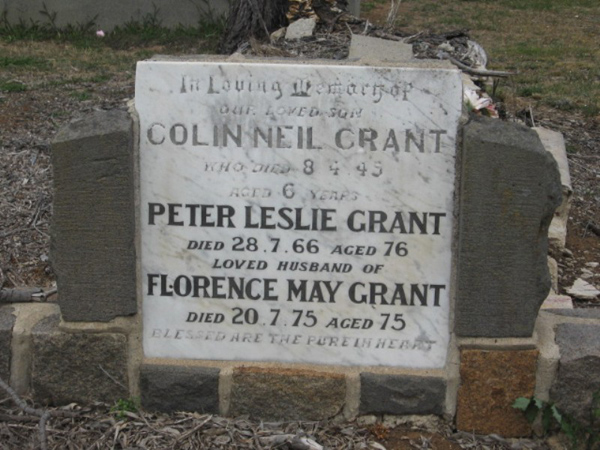 In Loving Memory of
OUR LOVED SON
COLIN NEIL GRANT
WHO DIED 8 4 45
AGED 6 YEARS
PETER LESLIE GRANT
DIED 28.7.66 AGED 76
LOVED HUSBAND OF
FLORENCE MAY GRANT
DIED 20.7.75 AGED 75
BLESSED ARE THE PURE IN HEART